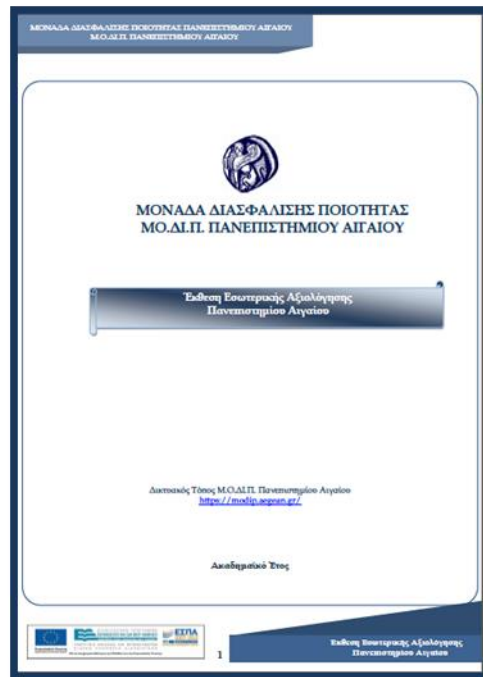 ΜΟΝΑΔΑ ΔΙΑΣΦΑΛΙΣΗΣ ΠΟΙΟΤΗΤΑΣ ΠΑΝΕΠΙΣΤΗΜΙΟΥ ΑΙΓΑΙΟΥ
Μ.Ο.ΔΙ.Π. ΠΑΝΕΠΙΣΤΗΜΙΟΥ ΑΙΓΑΙΟΥ
ΜΟΝΑΔΑ ΔΙΑΣΦΑΛΙΣΗΣ ΠΟΙΟΤΗΤΑΣ
ΜΟ.ΔΙ.Π. ΠΑΝΕΠΙΣΤΗΜΙΟΥ ΑΙΓΑΙΟΥ
Έκθεση Εσωτερικής Αξιολόγησης
Πανεπιστημίου Αιγαίου
Δικτυακός Τόπος Μ.Ο.ΔΙ.Π. Πανεπιστημίου Αιγαίου
https://modip.aegean.gr/
Ακαδημαϊκό Έτος
ΕΣΠΑ
1
Έκθεση Εσωτερικής Αξιολόγησης
Πανεπιστημίου Αιγαίου